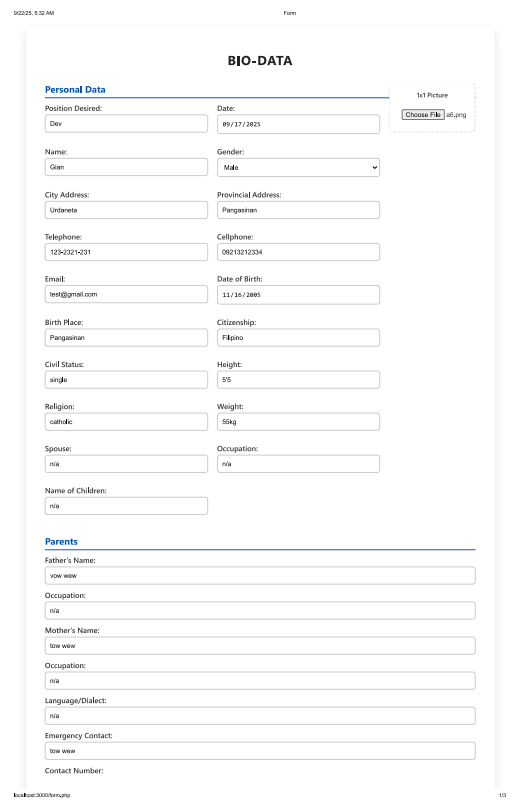 9/22/25, 5:32 AM Form
BIO-DATA
Personal Data
1x1 Picture
Choose File a6.png
Position Desired: Date:
Dev 09/17/2025
Name: Gender:
Gian Male
City Address: Provincial Address:
Urdaneta Pangasinan
Telephone: Cellphone:
123-2321-231 09213212334
Email: Date of Birth:
test@gmail.com 11/16/2005
Birth Place: Citizenship:
Pangasinan Filipino
Civil Status: Height:
single 5'5
Religion: Weight:
catholic 55kg
Spouse: Occupation:
n/a n/a
Name of Children:
n/a
Parents
Father's Name:
vow wew
Occupation:
n/a
Mother's Name:
tow wew
Occupation:
n/a
Language/Dialect:
n/a
Emergency Contact:
tow wew
Contact Number:
localhost:3000/form.php 1/3